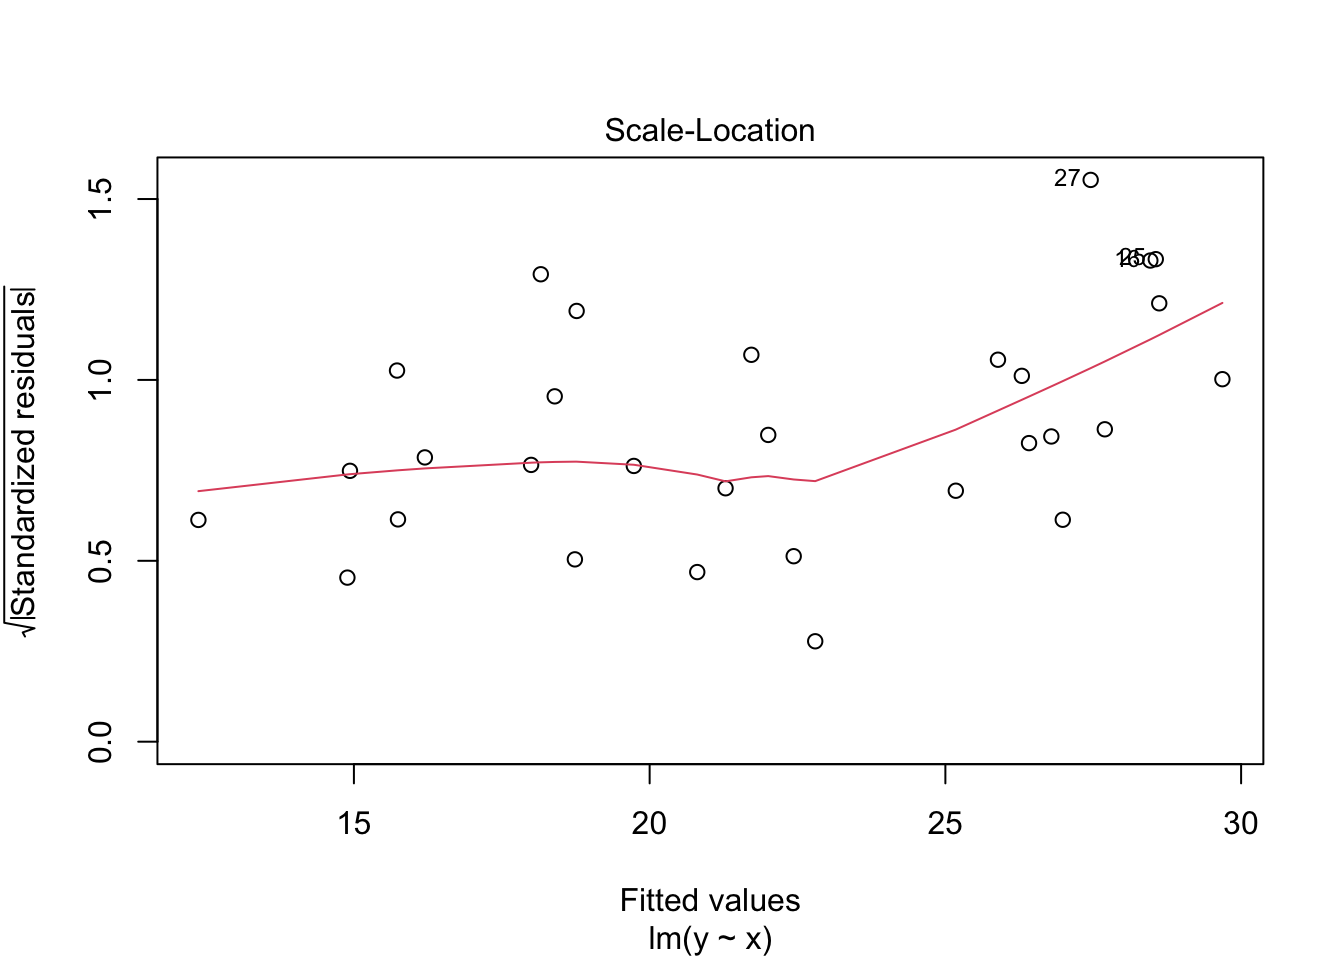 Scale-Location
√|Standardized residuals|
1.5
1.0
0.5
0.0
27
15
20
25
30
Fitted values
lm(y ~ x)